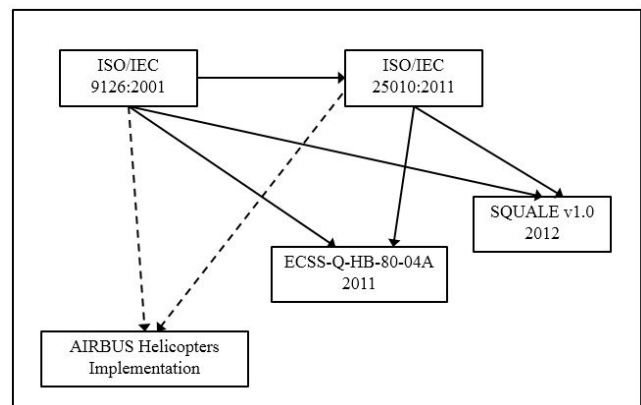 ISO/IEC
9126:2001
ISO/IEC
25010:2011
SQUALE v1.0
2012
ECSS-Q-HB-80-04A
2011
AIRBUS Helicopters
Implementation